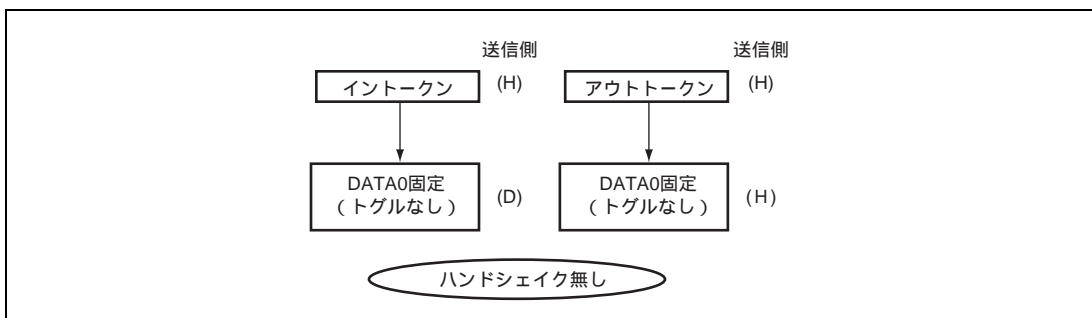 送信側 送信側
イントークン (H) アウトトークン (H)
DATA0固定 DATA0固定
(トグルなし) (D) (トグルなし) (H)
ハンドシェイク無し